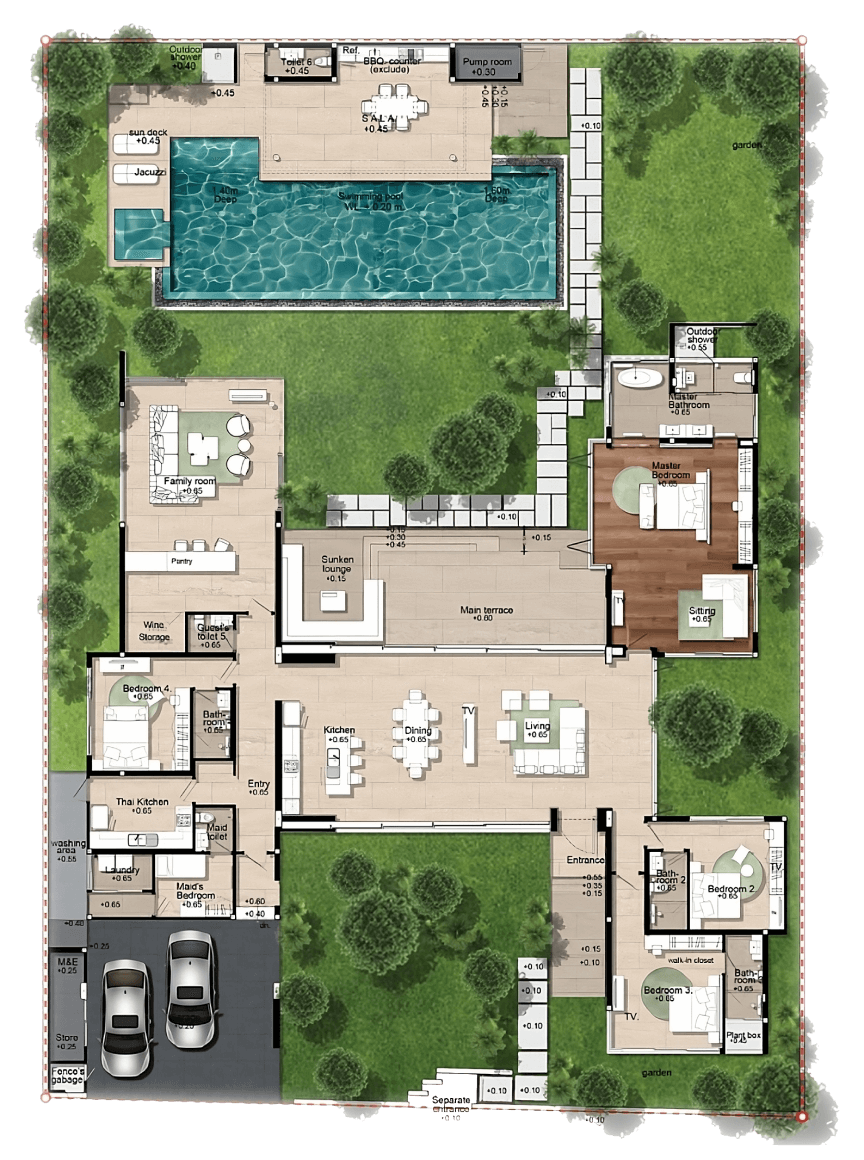 Outdoor
shower
+0.40
Toilet 6
+0.45
Ref.
BBQ. counter
(exclude)
Pump room
+0.30
+0.45
+0.45
+0.30
+0.15
SALA
+0.45
+0.10
garden
sun deck
+0.45
Jacuzzi
1.40m.
Deep
Swimming pool
WL. + 0.20 m.
1.60m.
Deep
Outdoor
shower
+0.55
Master
Bathroom
+0.65
+0.10
Family room
+0.65
Master
Bedroom
+0.65
+0.10
+0.15
+0.30
+0.45
+0.15
Pantry
Sunken
lounge
+0.15
Main terrace
+0.60
TV
Sitting
+0.65
Wine
Storage
Guest's
toilet 5
+0.65
Bedroom 4.
+0.65
Bath-
room
+0.65
Kitchen
+0.65
Dining
+0.65
TV
Living
+0.65
Entry
+0.65
Thai Kitchen
+0.65
Maid
toilet
washing
area
+0.55
Laundry
+0.65
Maid's
Bedroom
+0.65
+0.65
+0.60
+0.40
dn.
+0.40
+0.25
Entrance
+0.55
+0.35
+0.15
Bath-
room 2
+0.65
Bedroom 2.
+0.65
TV
+0.15
+0.10
walk-in closet
Bath-
room 3
+0.65
Bedroom 3.
+0.65
TV.
Plant box
+0.45
M&E
+0.25
+0.20
Store
+0.25
+0.10
+0.10
+0.10
garden
+0.10
+0.10
Separate
entrance
+0.10
+0.10